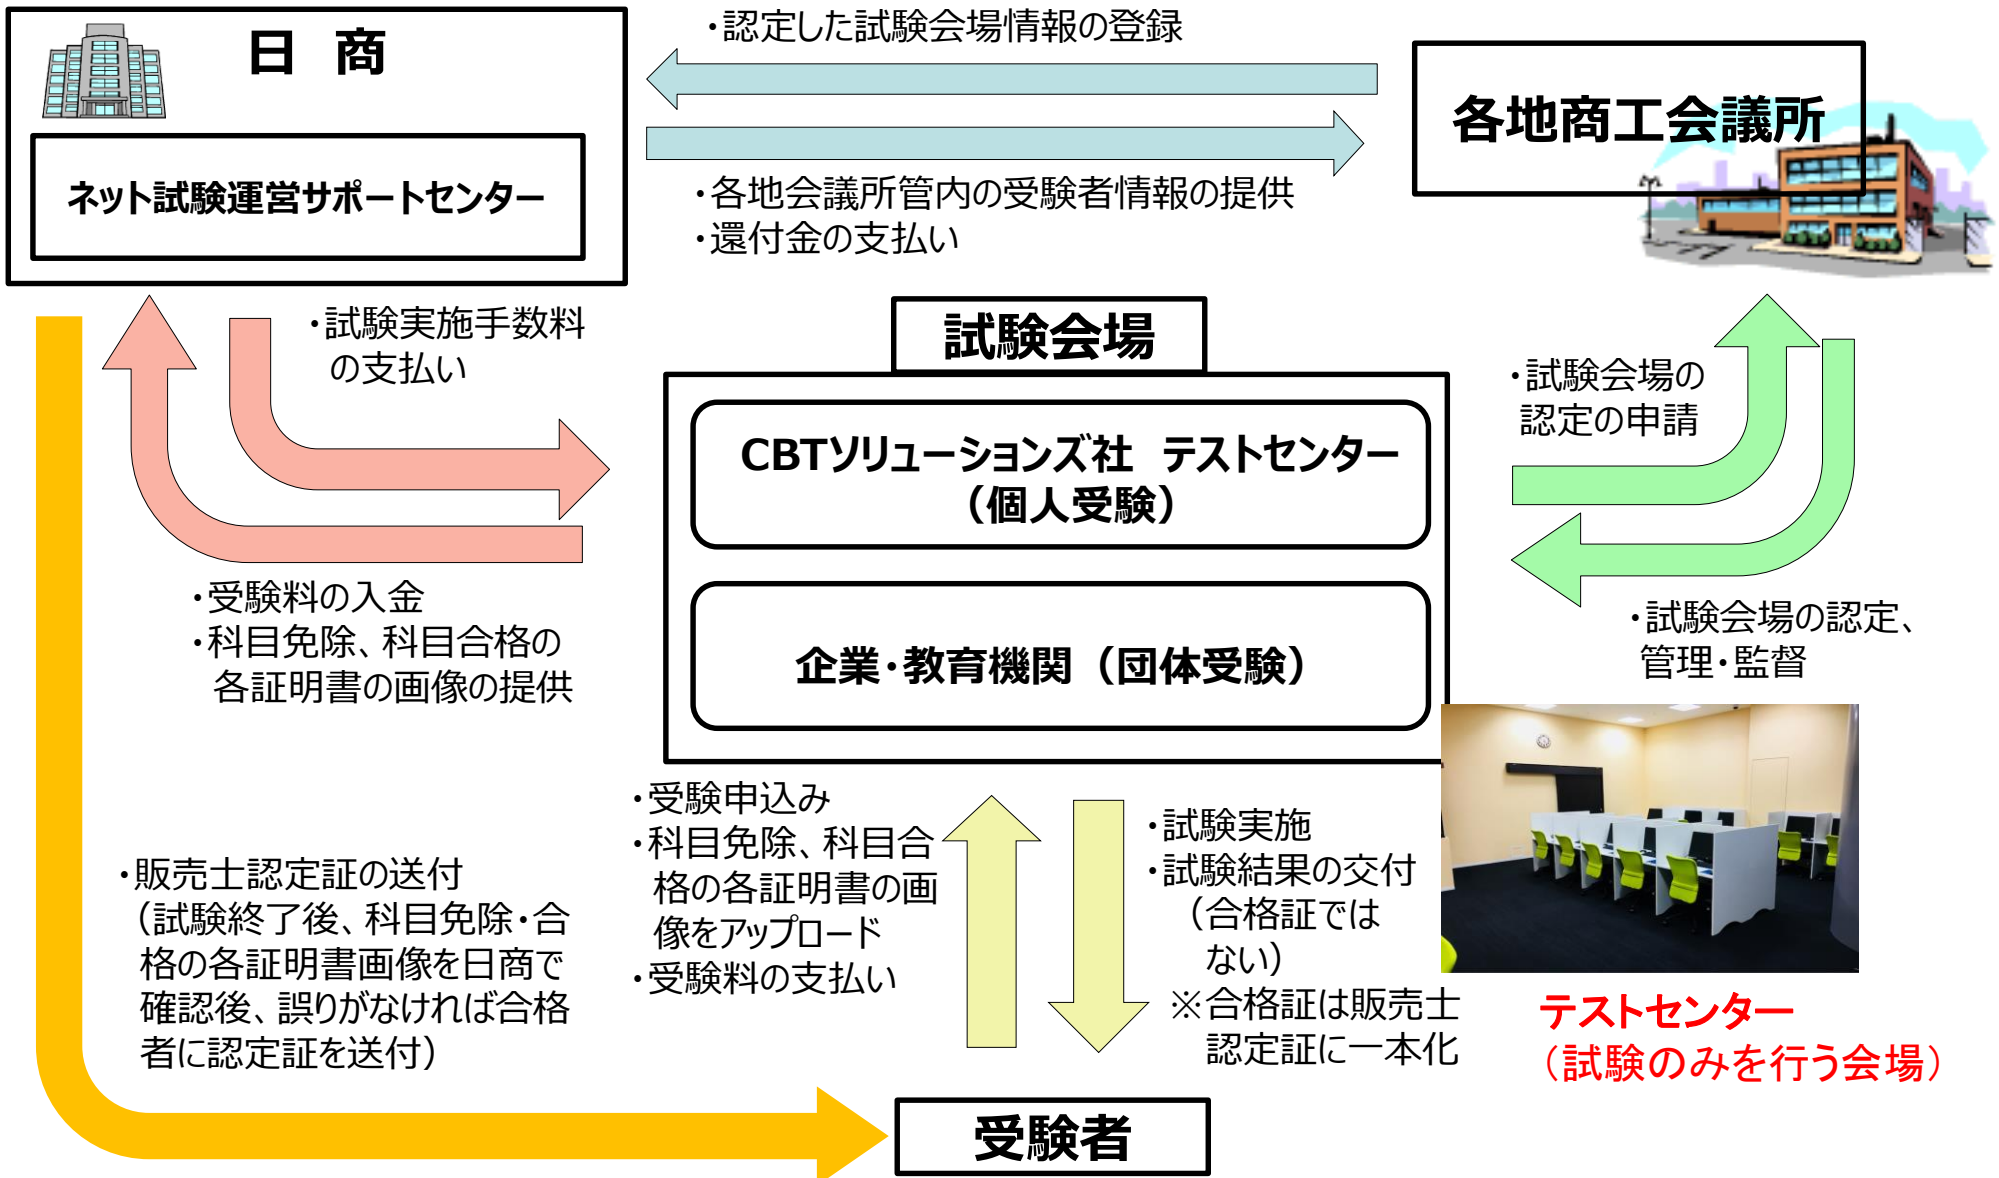 日 商
ネット試験運営サポートセンター
・認定した試験会場情報の登録
各地商工会議所
・各地会議所管内の受験者情報の提供
・還付金の支払い
・試験実施手数料
の支払い
試験会場
CBTソリューションズ社 テストセンター
（個人受験）
企業・教育機関（団体受験）
・試験会場の
認定の申請
・受験料の入金
・科目免除、科目合格の
各証明書の画像の提供
・試験会場の認定、
管理・監督
・受験申込み
・科目免除、科目合
格の各証明書の画
像をアップロード
・受験料の支払い
・試験実施
・試験結果の交付
（合格証では
ない）
※合格証は販売士
認定証に一本化
・販売士認定証の送付
（試験終了後、科目免除・合
格の各証明書画像を日商で
確認後、誤りがなければ合格
者に認定証を送付）
テストセンター
（試験のみを行う会場）
受験者